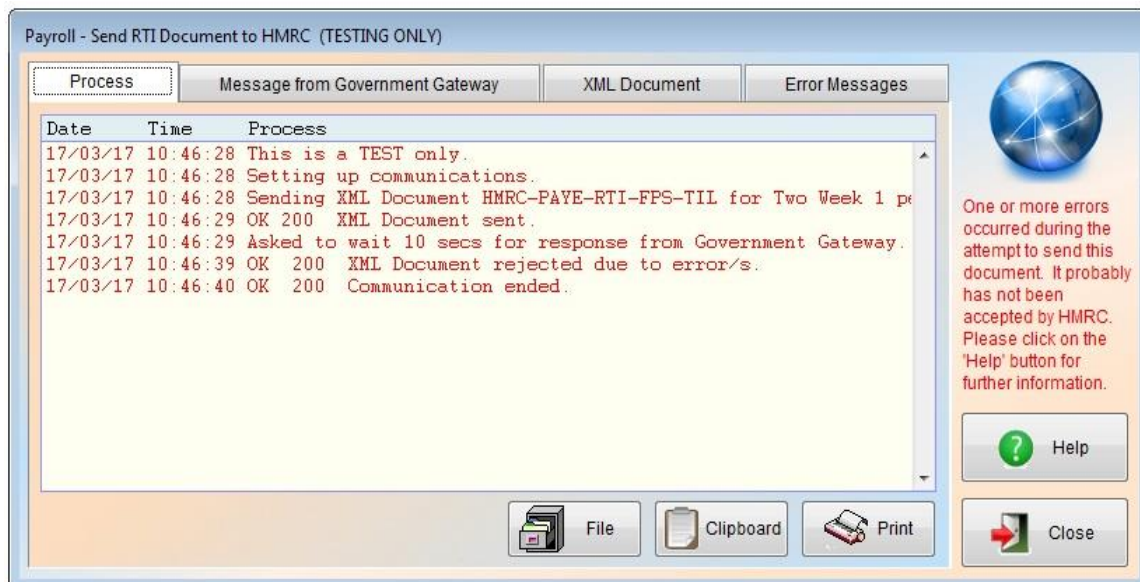 Payroll - Send RTI Document to HMRC (TESTING ONLY)
Process Message from Government Gateway XML Document Error Messages
Date Time Process
17/03/17 10:46:28 This is a TEST only.
17/03/17 10:46:28 Setting up communications.
17/03/17 10:46:28 Sending XML Document HMRC-PAYE-RTI-FPS-TIL for Two Week 1
17/03/17 10:46:29 OK 200 XML Document sent.
17/03/17 10:46:29 Asked to wait 10 secs for response from Government Gateway.
17/03/17 10:46:39 OK 200 XML Document rejected due to error/s.
17/03/17 10:46:40 OK 200 Communication ended.
One or more errors
occurred during the
attempt to send this
document. It probably
has not been
accepted by HMRC.
Please click on the
'Help' button for
further information.
Help
File Clipboard Print
Close